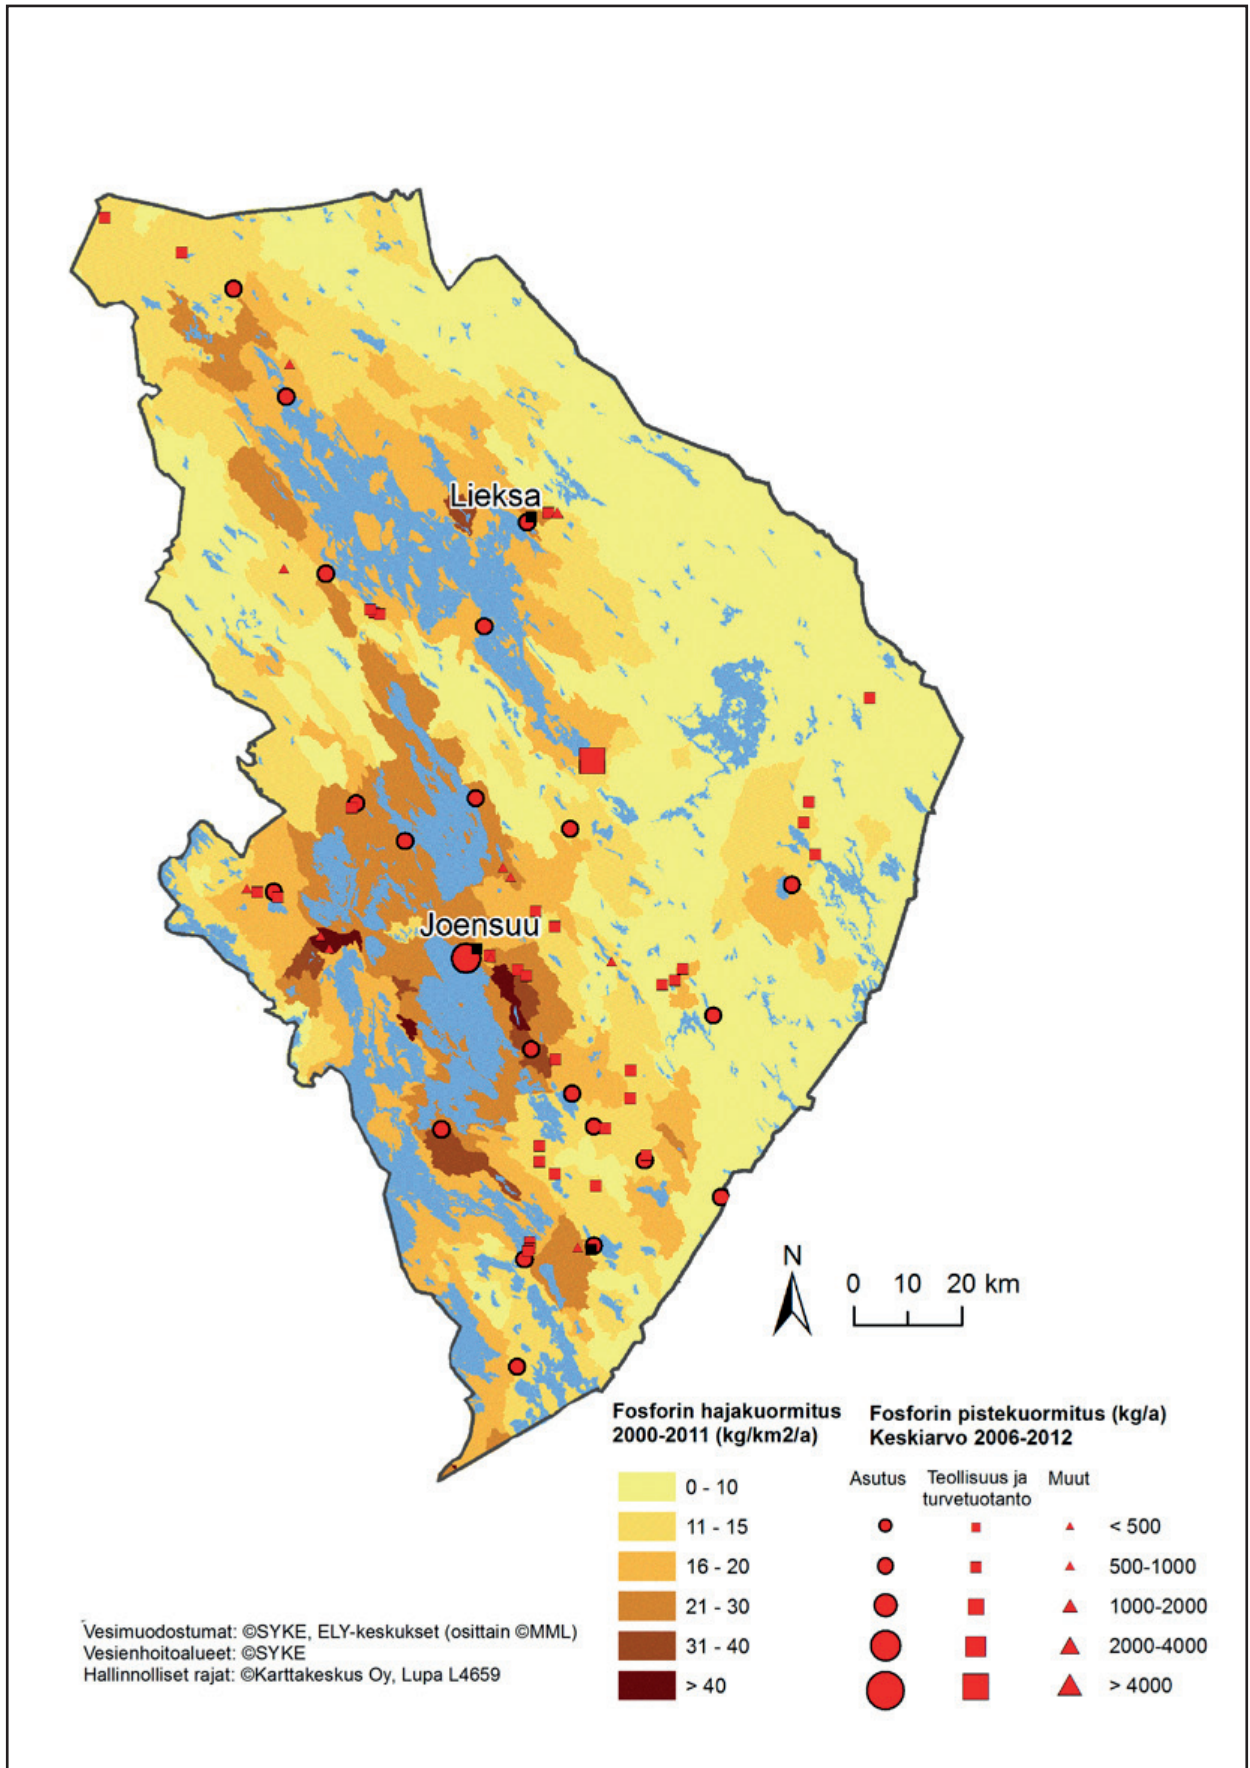 Lieksa
Joensuu
N
0 10 20 km
Fosforin hajakuormitus
2000-2011 (kg/km2/a)
0 - 10
11 - 15
16 - 20
21 - 30
31 - 40
> 40
Fosforin pistekuormitus (kg/a)
Keskiarvo 2006-2012
Asutus
Teollisuus ja
turvetuotanto
Muut
< 500
500-1000
1000-2000
2000-4000
> 4000
Vesimuodostumat: ©SYKE, ELY-keskukset (osittain ©MML)
Vesienhoitoalueet: ©SYKE
Hallinnolliset rajat: ©Karttakeskus Oy, Lupa L4659